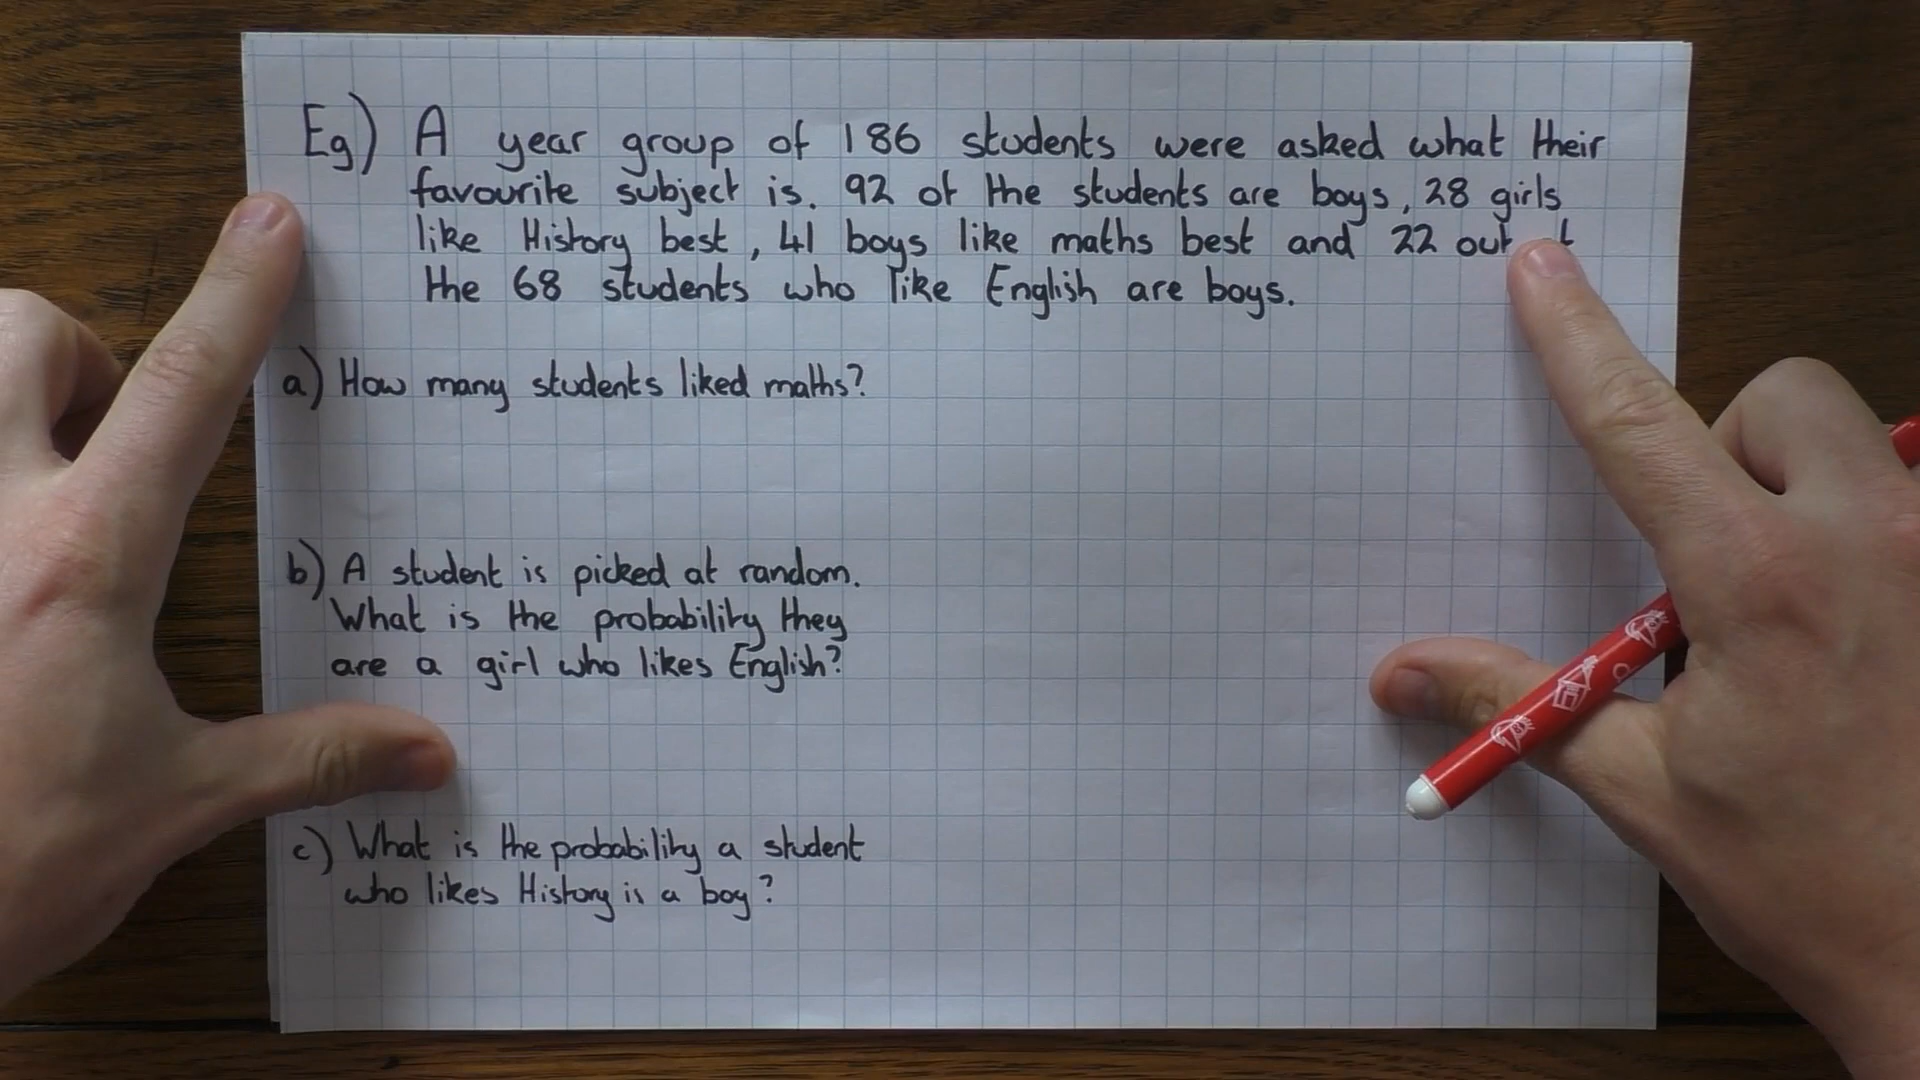 Eg) A year group of 186 students were asked what their
favourite subject is. 92 of the students are boys, 28 girls
like History best, 41 boys like maths best and 22 out
the 68 students who like English are boys.
a) How many students liked maths?
b) A student is picked at random.
What is the probability they
are a girl who likes English?
c) What is the probability a student
who likes History is a boy?